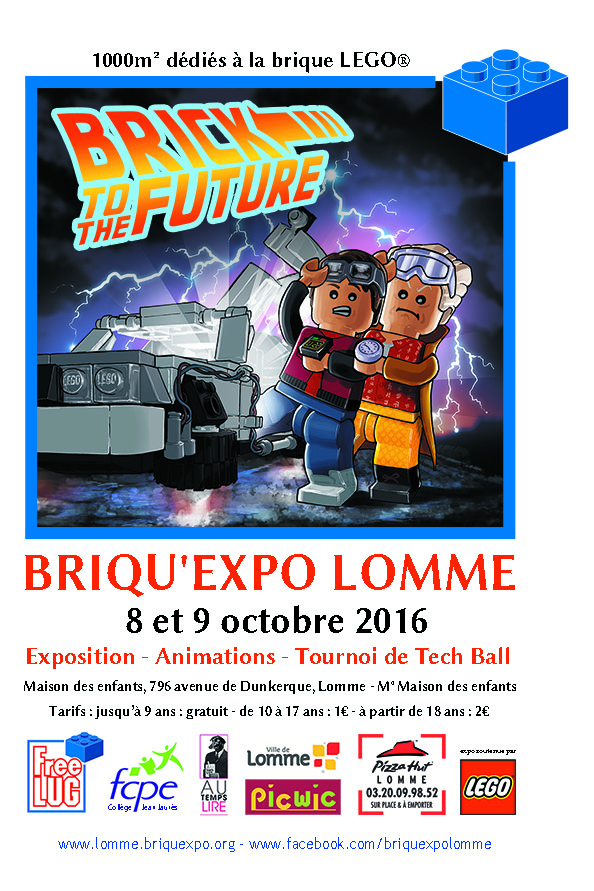 1000m² dédiés à la brique LEGO®
BRICK
TO THE FUTURE
LEGO LEGO
BRIQU'EXPO LOMME
8 et 9 octobre 2016
Exposition - Animations - Tournoi de Tech Ball
Maison des enfants, 796 avenue de Dunkerque, Lomme - M° Maison des enfants
Tarifs : jusqu'à 9 ans : gratuit - de 10 à 17 ans : 1€ - à partir de 18 ans : 2€
Free
LUG
fcpe
Collège Jean Jaurès
AU
TEMPS
LIRE
Ville de
Lomme
PicWic
Pizza Hut
LOMME
03.20.09.98.52
SUR PLACE & À EMPORTER
expo soutenue par
LEGO
www.lomme.briquexpo.org - www.facebook.com/briquexpolomme